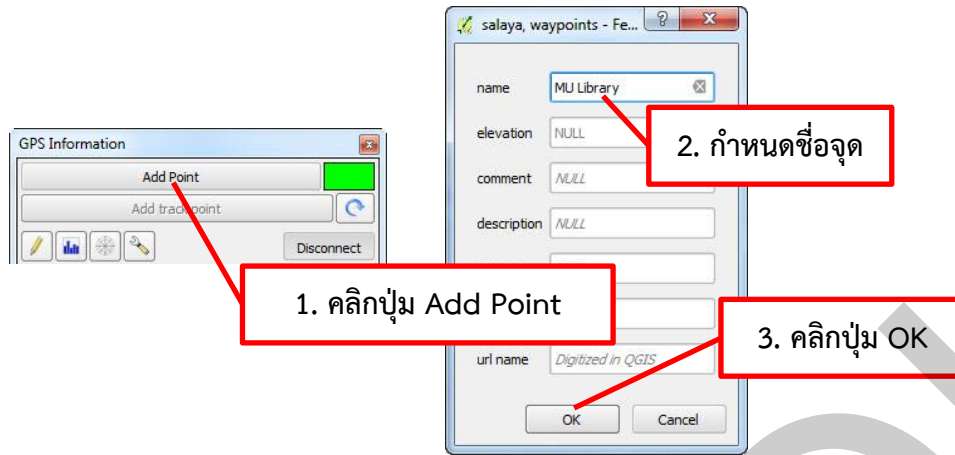 GPS Information
Add Point
Add track point
Disconnect
1. คลิกปุ่ม Add Point
salaya, waypoints - Fe...
name
MU Library
elevation
NULL
2. กำหนดชื่อจุด
comment
NULL
description
NULL
3. คลิกปุ่ม OK
url name
Digitized in QGIS
OK
Cancel